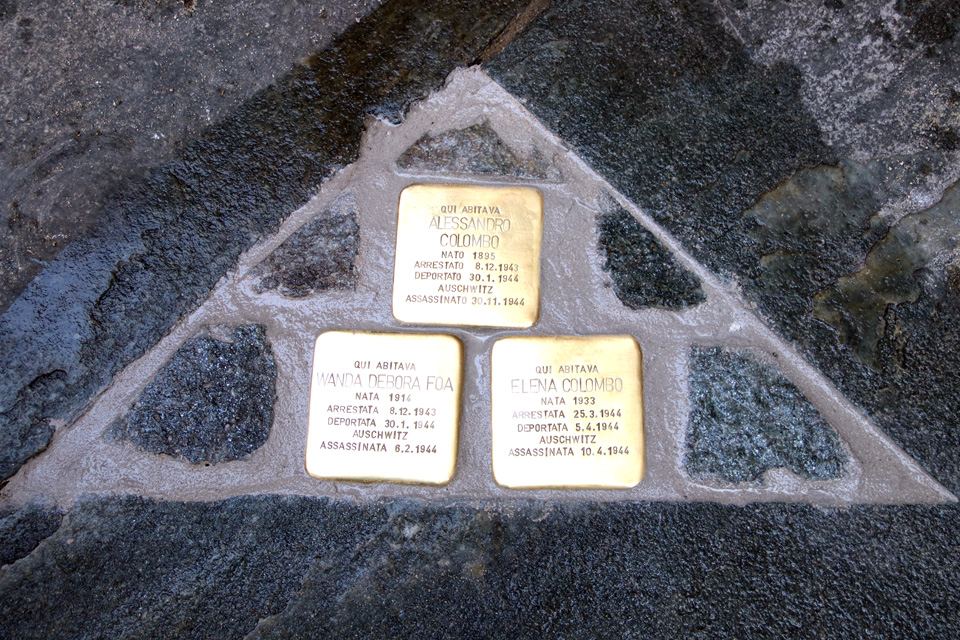 QUI ABITAVA
ALESSANDRO
COLOMBO
NATO 1895
ARRESTATO 8.12.1943
DEPORTATO 30.1.1944
AUSCHWITZ
ASSASSINATO 30.11.1944
QUI ABITAVA
WANDA DEBORA FOA
NATA 1914
ARRESTATA 8.12.1943
DEPORTATA 30.1.1944
AUSCHWITZ
ASSASSINATA 6.2.1944
QUI ABITAVA
ELENA COLOMBO
NATA 1933
ARRESTATA 25.3.1944
DEPORTATA 5.4.1944
AUSCHWITZ
ASSASSINATA 10.4.1944